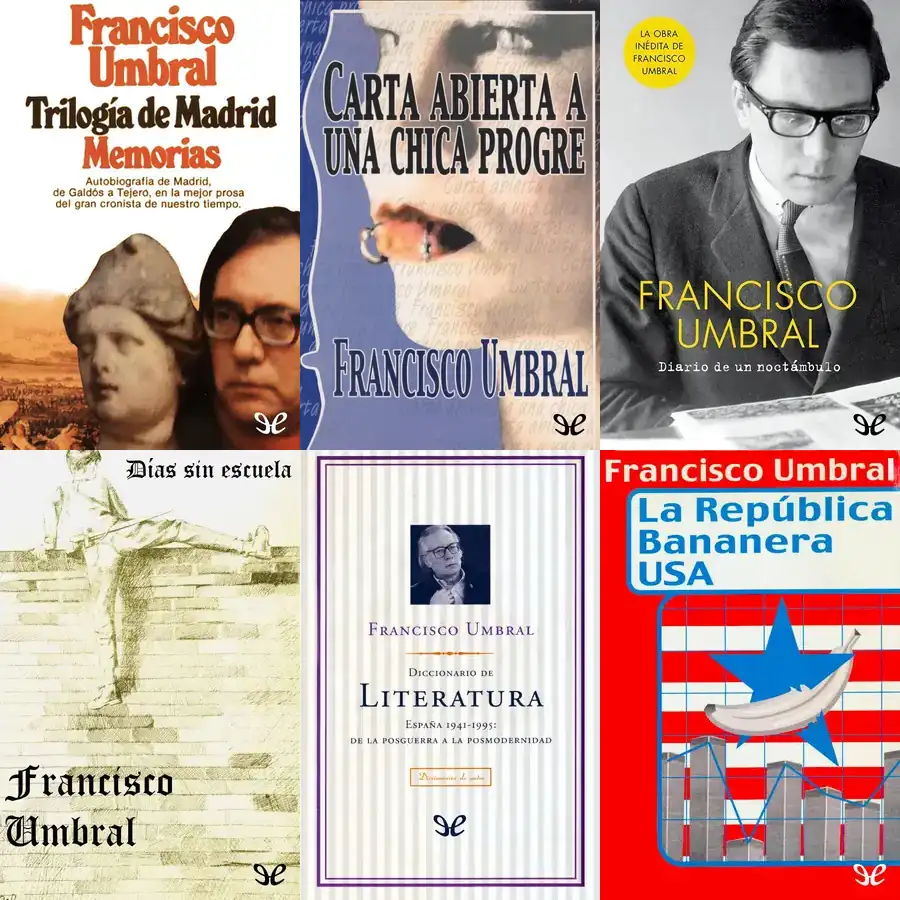 Francisco
Umbral
Trilogía de Madrid
Memorias
Autobiografía de Madrid,
de Galdós a Tejero, en la mejor prosa
del gran cronista de nuestro tiempo.
CARTA ABIERTA A
UNA CHICA PROGRE
FRANCISCO UMBRAL
LA OBRA
INÉDITA DE
FRANCISCO
UMBRAL
FRANCISCO
UMBRAL
Diario de un noctámbulo
Días sin escuela
Francisco
Umbral
FRANCISCO UMBRAL
DICCIONARIO DE
LITERATURA
ESPAÑA 1941-1995:
DE LA POSGUERRA A LA POSMODERNIDAD
Diccionarios de autor
Francisco Umbral
La República
Bananera
USA